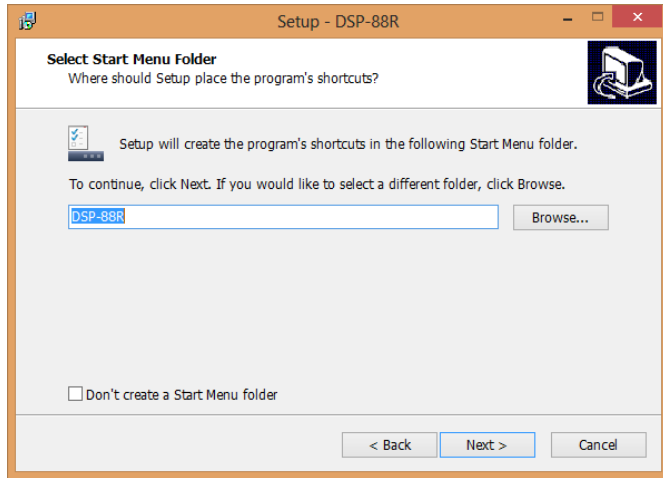 Setup - DSP-88R
Select Start Menu Folder
Where should Setup place the program's shortcuts?
Setup will create the program's shortcuts in the following Start Menu folder.
To continue, click Next. If you would like to select a different folder, click Browse.
DSP-88R
Browse...
Don't create a Start Menu folder
< Back
Next >
Cancel